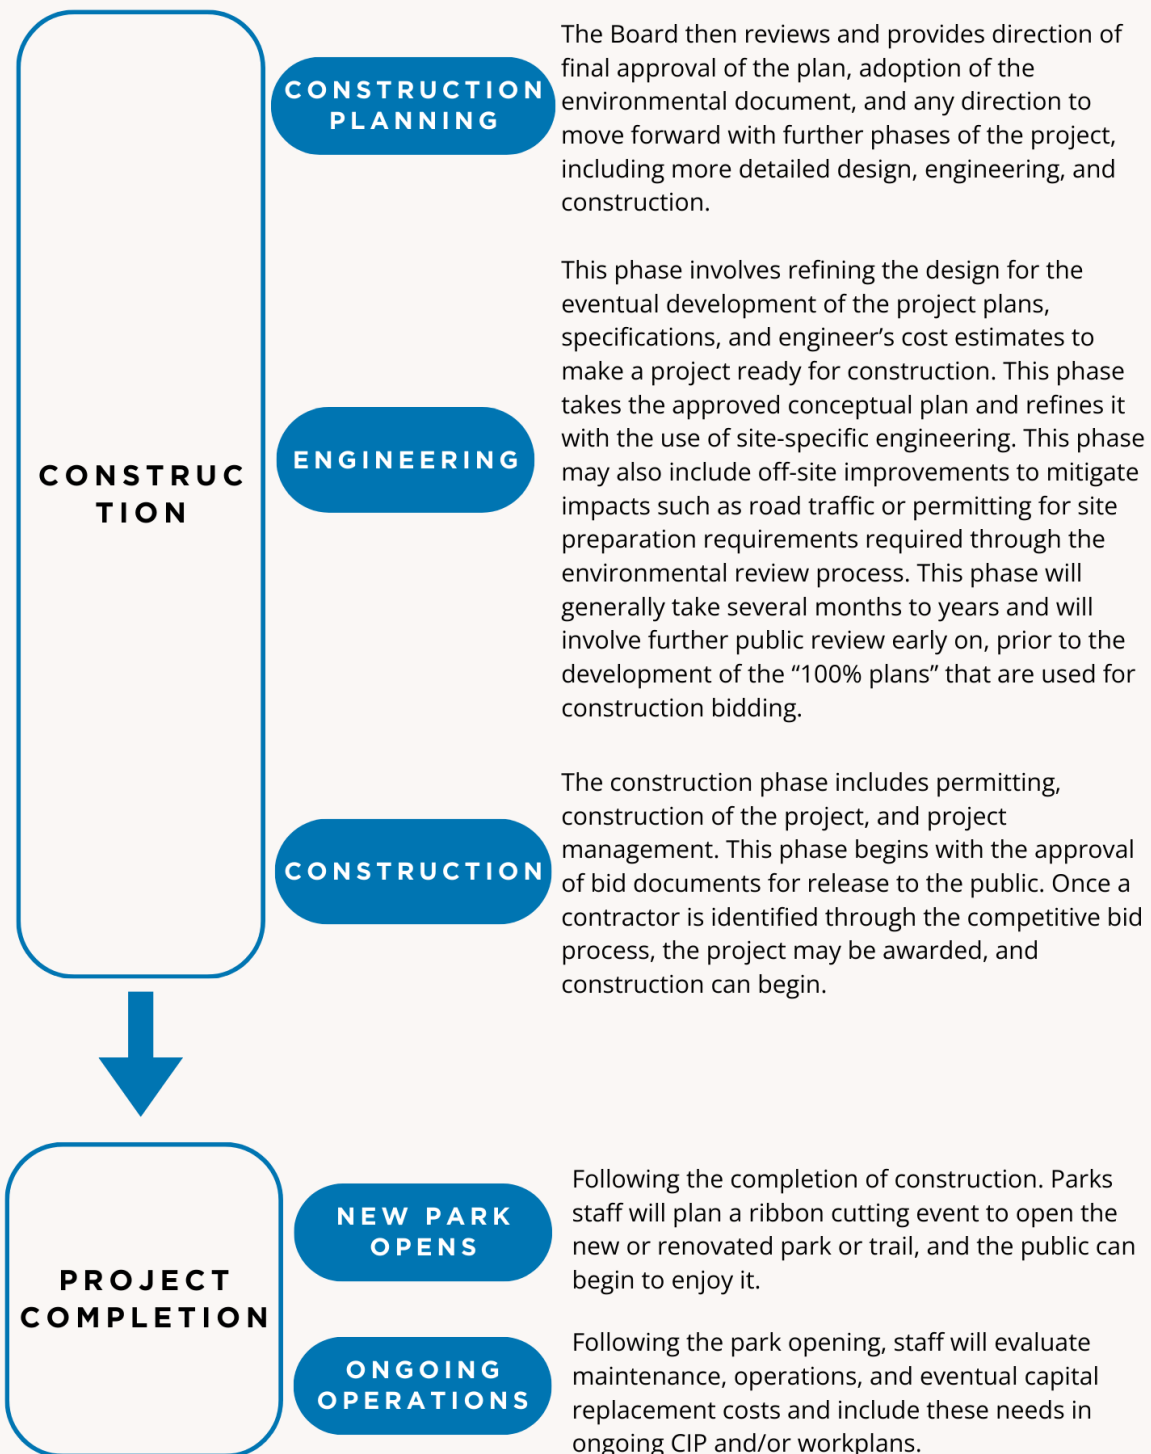 CONSTRUC
TION
CONSTRUCTION
PLANNING
The Board then reviews and provides direction of
final approval of the plan, adoption of the
environmental document, and any direction to
move forward with further phases of the project,
including more detailed design, engineering, and
construction.
ENGINEERING
This phase involves refining the design for the
eventual development of the project plans,
specifications, and engineer’s cost estimates to
make a project ready for construction. This phase
takes the approved conceptual plan and refines it
with the use of site-specific engineering. This phase
may also include off-site improvements to mitigate
impacts such as road traffic or permitting for site
preparation requirements required through the
environmental review process. This phase will
generally take several months to years and will
involve further public review early on, prior to the
development of the “100% plans” that are used for
construction bidding.
CONSTRUCTION
The construction phase includes permitting,
construction of the project, and project
management. This phase begins with the approval
of bid documents for release to the public. Once a
contractor is identified through the competitive bid
process, the project may be awarded, and
construction can begin.
PROJECT
COMPLETION
NEW PARK
OPENS
Following the completion of construction. Parks
staff will plan a ribbon cutting event to open the
new or renovated park or trail, and the public can
begin to enjoy it.
ONGOING
OPERATIONS
Following the park opening, staff will evaluate
maintenance, operations, and eventual capital
replacement costs and include these needs in
ongoing CIP and/or workplans.